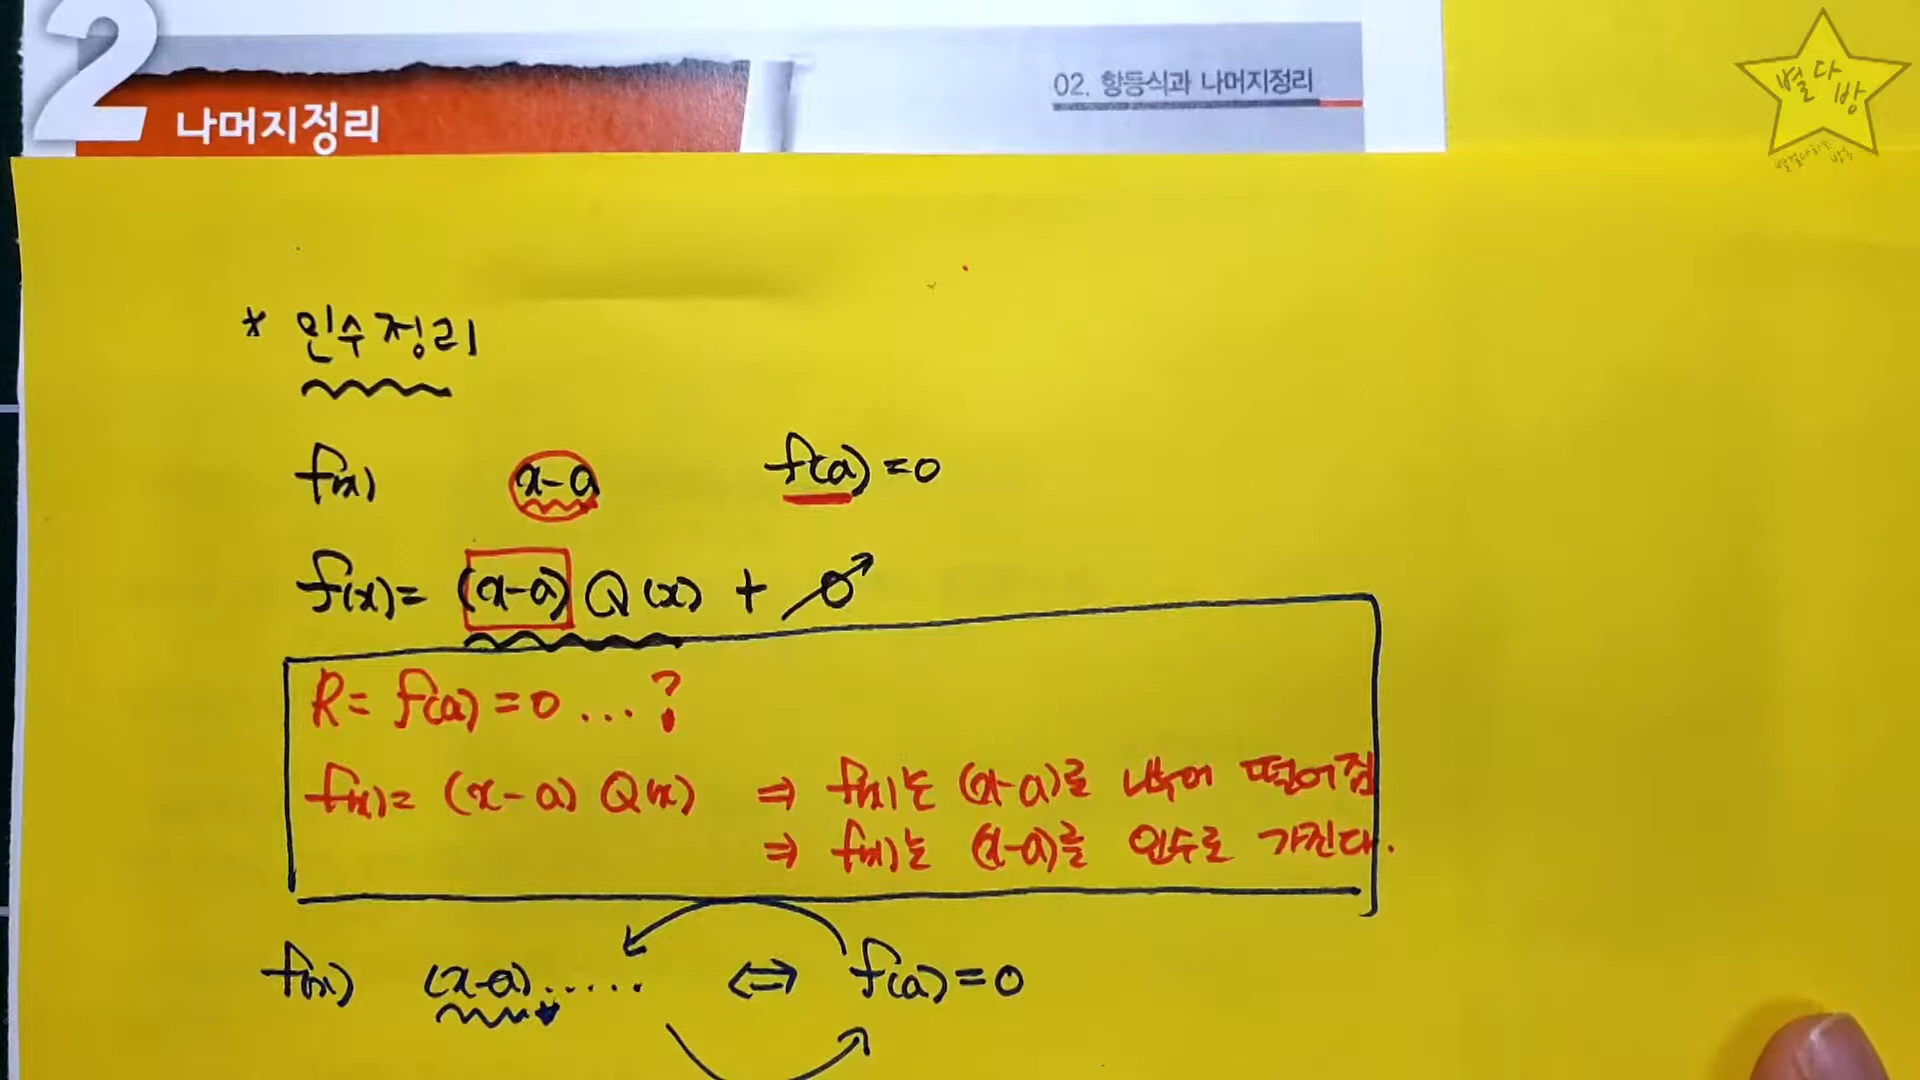 2 나머지정리
02. 항등식과 나머지정리
별다방
* 인수정리
f(x) x-a f(a)=0
f(x)= (x-a) Q(x) + 0
R= f(a)=0 ...?
f(x)= (x-a) Q(x) ⇒ f(x)는 (x-a)로 나누어 떨어짐
⇒ f(x)는 (x-a)를 인수로 가진다.
f(x) (x-a)...... ⇔ f(a)=0